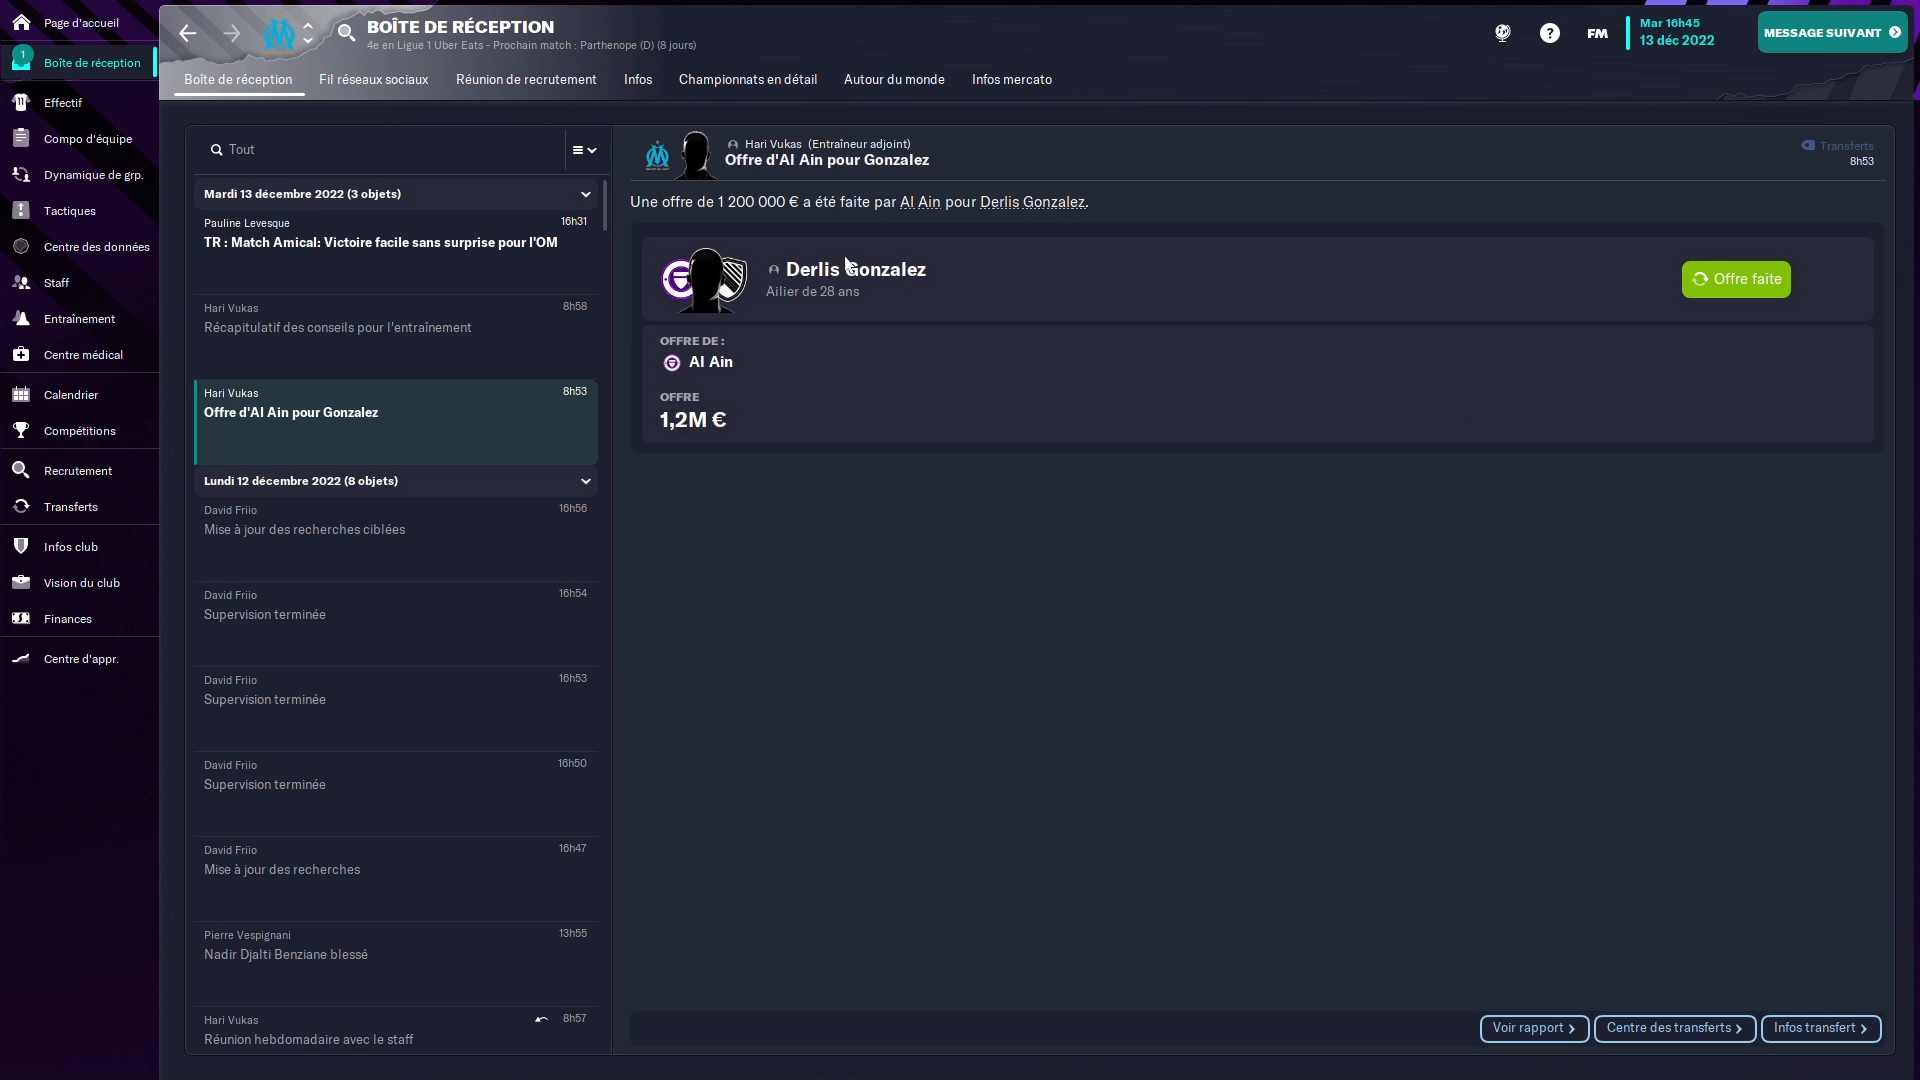 Page d'accueil
1
Boîte de réception
Effectif
Compo d'équipe
Dynamique de grp.
Tactiques
Centre des données
Staff
Entraînement
Centre médical
Calendrier
Compétitions
Recrutement
Transferts
Infos club
Vision du club
Finances
Centre d'appr.
BOÎTE DE RÉCEPTION
4e en Ligue 1 Uber Eats - Prochain match : Parthenope (D) (8 jours)
?
FM
Mar 16h45
13 déc 2022
MESSAGE SUIVANT
Boîte de réception Fil réseaux sociaux Réunion de recrutement Infos Championnats en détail Autour du monde Infos mercato
Tout
Mardi 13 décembre 2022 (3 objets)
Pauline Levesque 16h31
TR : Match Amical: Victoire facile sans surprise pour l'OM
Hari Vukas 8h58
Récapitulatif des conseils pour l'entraînement
Hari Vukas 8h53
Offre d'Al Ain pour Gonzalez
Lundi 12 décembre 2022 (8 objets)
David Friio 16h56
Mise à jour des recherches ciblées
David Friio 16h54
Supervision terminée
David Friio 16h53
Supervision terminée
David Friio 16h50
Supervision terminée
David Friio 16h47
Mise à jour des recherches
Pierre Vespignani 13h55
Nadir Djalti Benziane blessé
Hari Vukas 8h57
Réunion hebdomadaire avec le staff
Hari Vukas (Entraîneur adjoint)
Offre d'Al Ain pour Gonzalez
Transferts
8h53
Une offre de 1 200 000 € a été faite par Al Ain pour Derlis Gonzalez.
Derlis Gonzalez
Ailier de 28 ans
Offre faite
OFFRE DE :
Al Ain
OFFRE
1,2M €
Voir rapport Centre des transferts Infos transfert